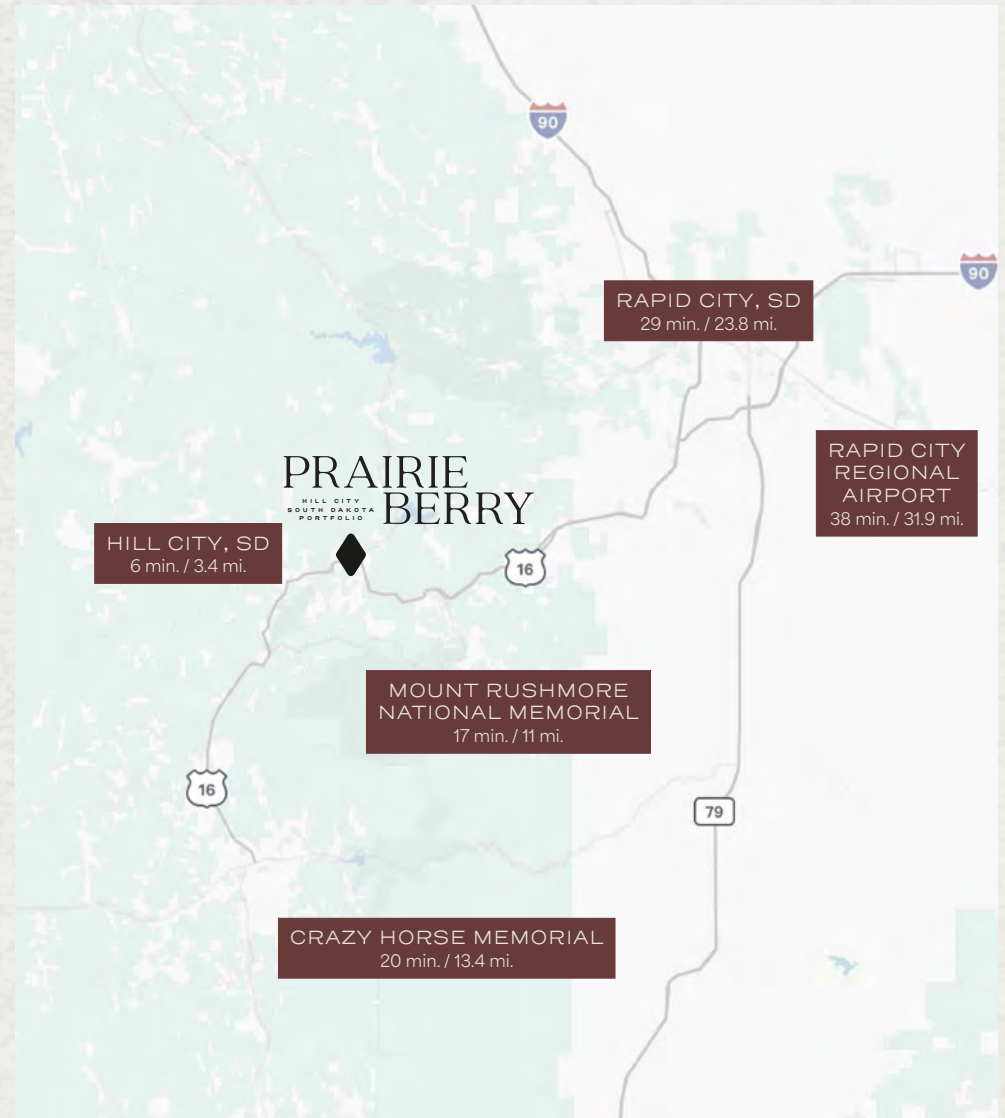 90
90
RAPID CITY, SD
29 min. / 23.8 mi.
RAPID CITY
REGIONAL
AIRPORT
38 min. / 31.9 mi.
PRAIRIE
BERRY
HILL CITY
SOUTH DAKOTA
PORTFOLIO
HILL CITY, SD
6 min. / 3.4 mi.
16
MOUNT RUSHMORE
NATIONAL MEMORIAL
17 min. / 11 mi.
16
79
CRAZY HORSE MEMORIAL
20 min. / 13.4 mi.